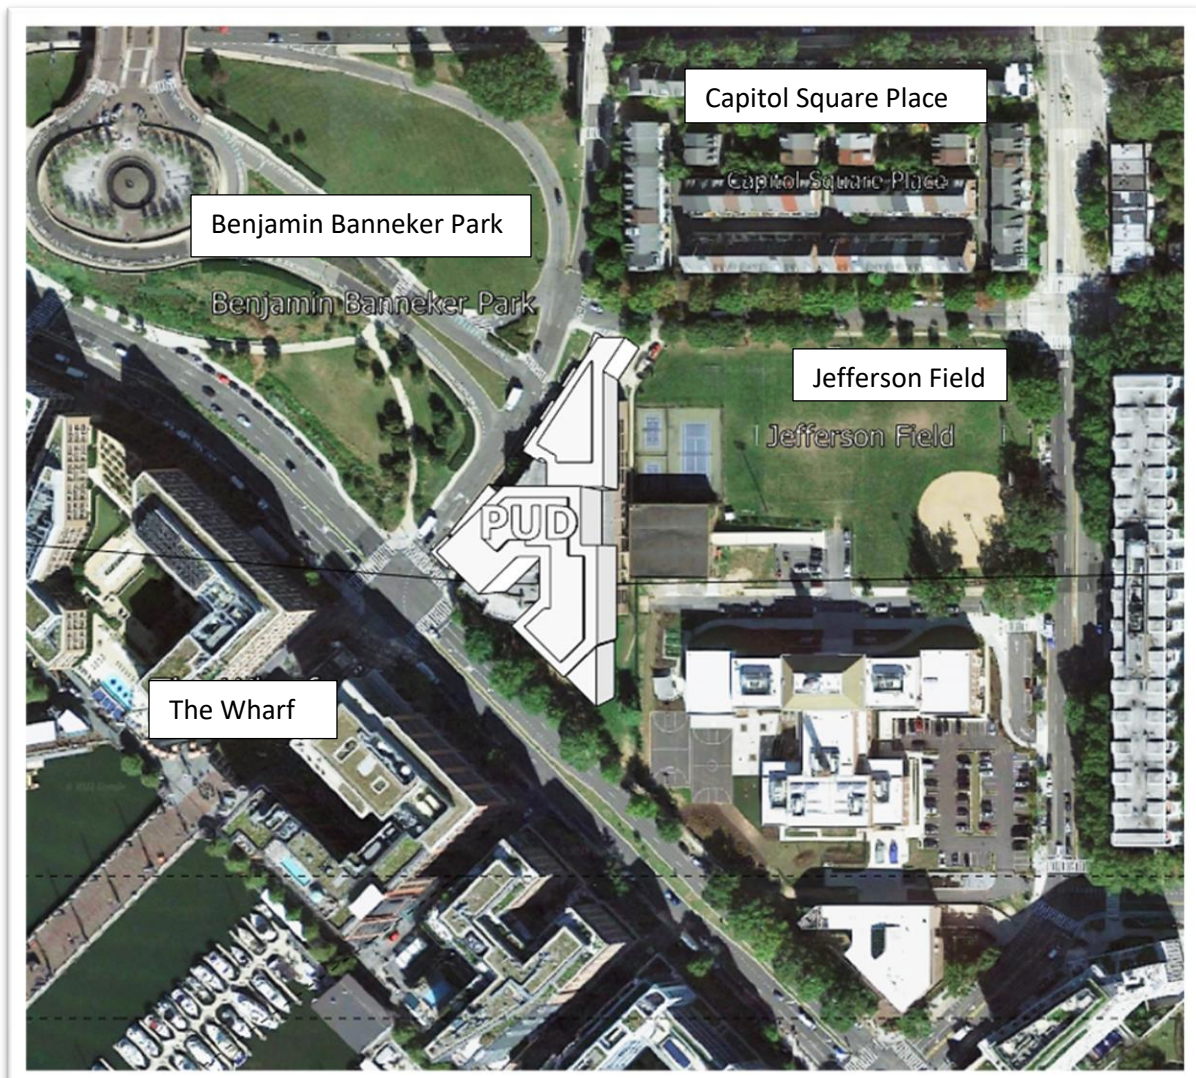 Capitol Square Place
Capitol Square Place
Benjamin Banneker Park
Benjamin Banneker Park
Jefferson Field
Jefferson Field
PUD
The Wharf